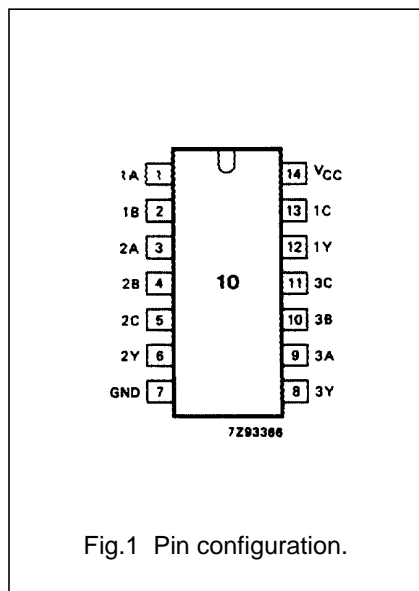 1A 1 14 VCC
1B 2 13 1C
2A 3 12 1Y
2B 4 10 11 3C
2C 5 10 3B
2Y 6 9 3A
GND 7 8 3Y
7Z93366
Fig.1 Pin configuration.